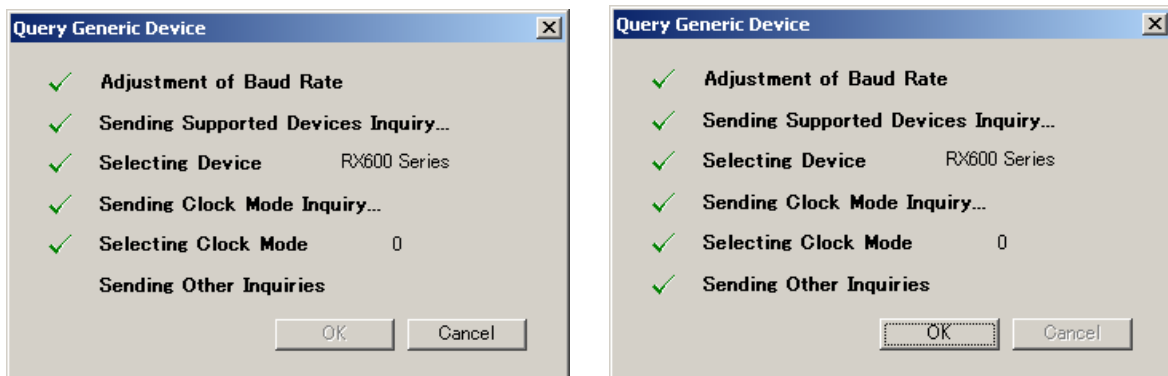 Query Generic Device
Adjustment of Baud Rate
Sending Supported Devices Inquiry...
Selecting Device RX600 Series
Sending Clock Mode Inquiry...
Selecting Clock Mode 0
Sending Other Inquiries
OK Cancel
Query Generic Device
Adjustment of Baud Rate
Sending Supported Devices Inquiry...
Selecting Device RX600 Series
Sending Clock Mode Inquiry...
Selecting Clock Mode 0
Sending Other Inquiries
OK Cancel